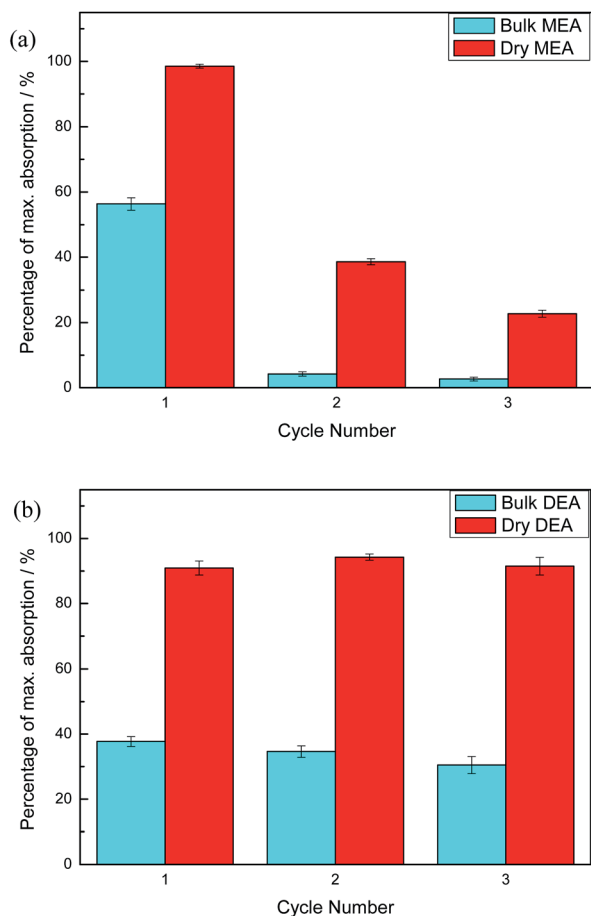 (a)
Bulk MEA
Dry MEA
Percentage of max. absorption / %
100
80
60
40
20
0
1 2 3
Cycle Number
(b)
Bulk DEA
Dry DEA
Percentage of max. absorption / %
100
80
60
40
20
0
1 2 3
Cycle Number